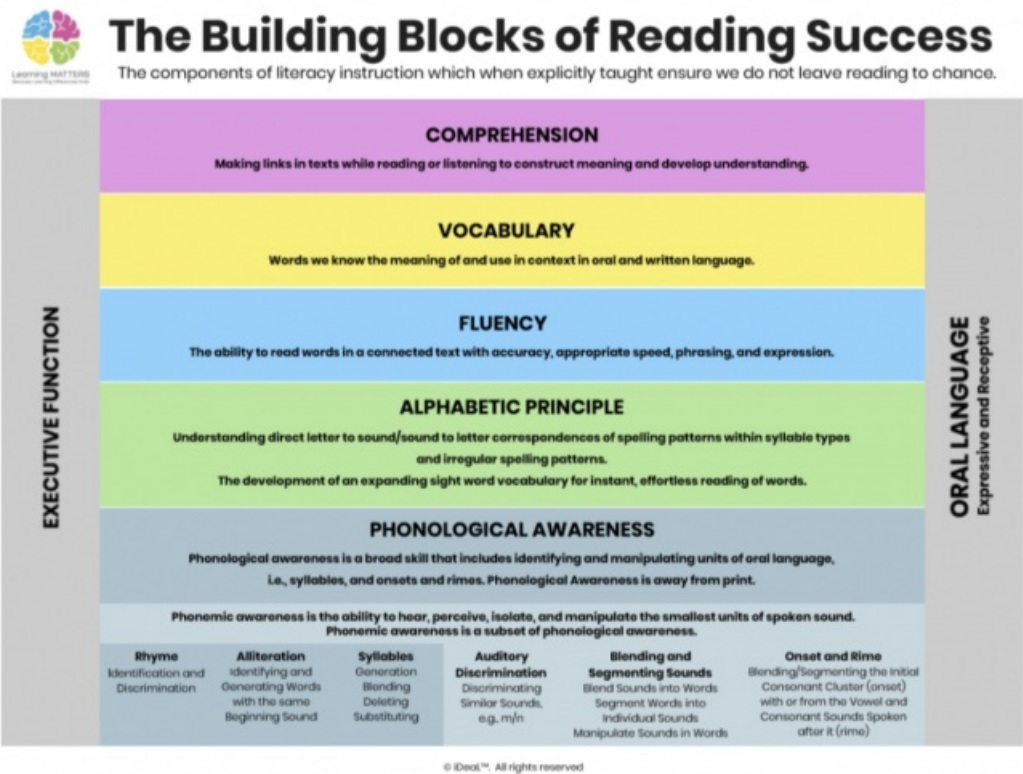 The Building Blocks of Reading Success
Learning MATTERS
The components of literacy instruction which when explicitly taught ensure we do not leave reading to chance.
EXECUTIVE FUNCTION
COMPREHENSION
Making links in texts while reading or listening to construct meaning and develop understanding.
VOCABULARY
Words we know the meaning of and use in context in oral and written language.
FLUENCY
The ability to read words in a connected text with accuracy, appropriate speed, phrasing, and expression.
ALPHABETIC PRINCIPLE
Understanding direct letter to sound/sound to letter correspondences of spelling patterns within syllable types
and irregular spelling patterns.
The development of an expanding sight word vocabulary for instant, effortless reading of words.
PHONOLOGICAL AWARENESS
Phonological awareness is a broad skill that includes identifying and manipulating units of oral language,
i.e., syllables, and onsets and rimes. Phonological Awareness is away from print.
Phonemic awareness is the ability to hear, perceive, isolate, and manipulate the smallest units of spoken sound.
Phonemic awareness is a subset of phonological awareness.
Rhyme
Identification and
Discrimination
Alliteration
Identifying and
Generating Words
with the same
Beginning Sound
Syllables
Generation
Blending
Deleting
Substituting
Auditory
Discrimination
Discriminating
Similar Sounds,
e.g., m/n
Blending and
Segmenting Sounds
Blend Sounds into Words
Segment Words into
Individual Sounds
Manipulate Sounds in Words
Onset and Rime
Blending/Segmenting the Initial
Consonant Cluster (onset)
with or from the Vowel and
Consonant Sounds Spoken
after it (rime)
ORAL LANGUAGE
Expressive and Receptive
© iDeaL™. All rights reserved